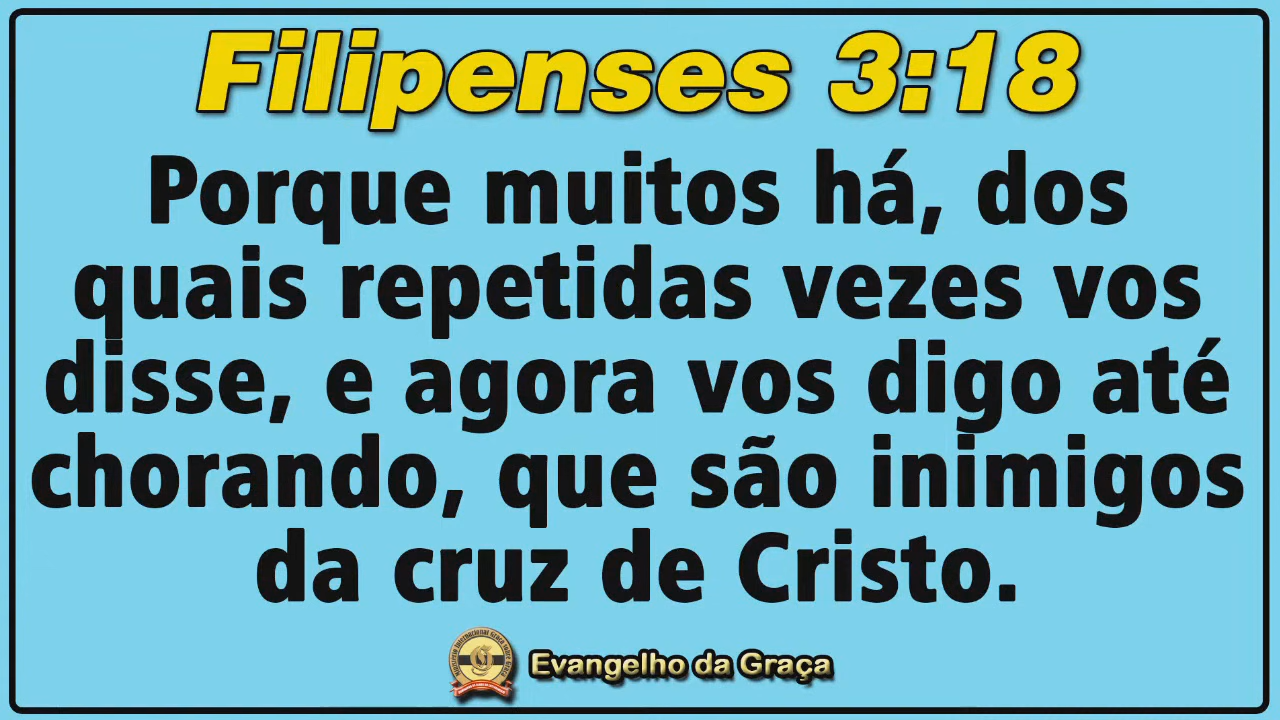 Filipenses 3:18
Porque muitos há, dos
quais repetidas vezes vos
disse, e agora vos digo até
chorando, que são inimigos
da cruz de Cristo.
Evangelho da Graça